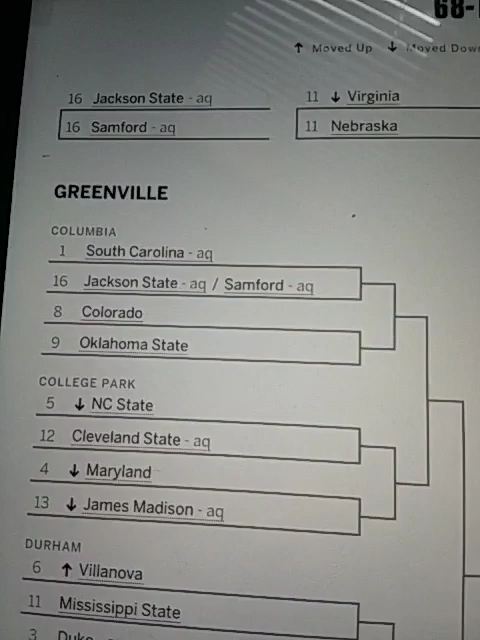 68-
↑ Moved Up ↓ Moved Down
16 Jackson State - aq
16 Samford - aq
11 ↓ Virginia
11 Nebraska
GREENVILLE
COLUMBIA
1 South Carolina - aq
16 Jackson State - aq / Samford - aq
8 Colorado
9 Oklahoma State
COLLEGE PARK
5 ↓ NC State
12 Cleveland State - aq
4 ↓ Maryland
13 ↓ James Madison - aq
DURHAM
6 ↑ Villanova
11 Mississippi State
3 Duke